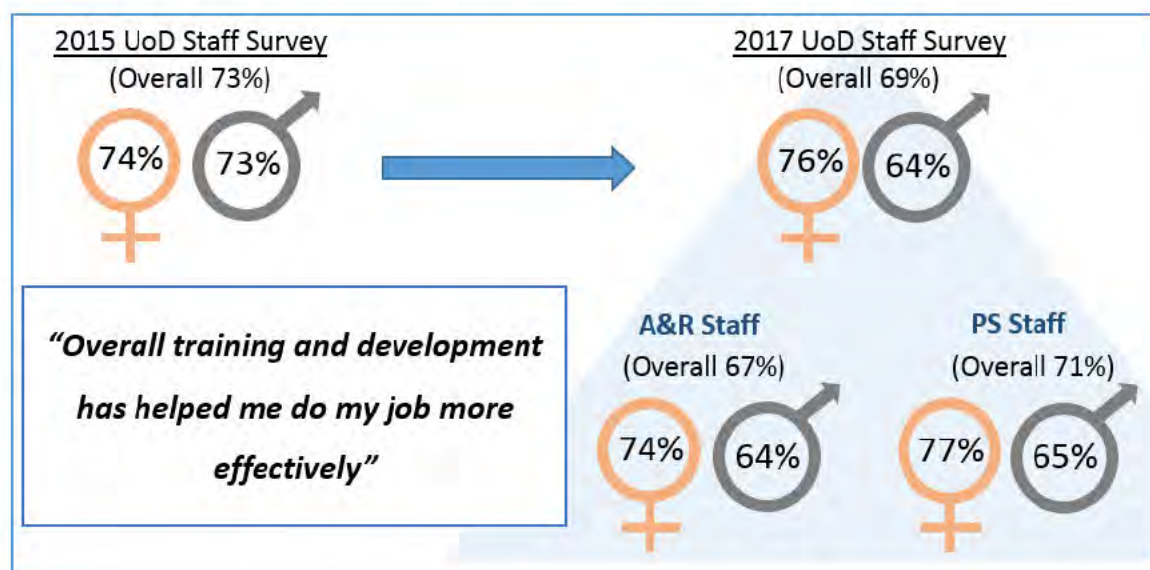 2015 UoD Staff Survey
(Overall 73%)
74%
73%
2017 UoD Staff Survey
(Overall 69%)
76%
64%
“Overall training and development
has helped me do my job more
effectively”
A&R Staff
(Overall 67%)
74%
64%
PS Staff
(Overall 71%)
77%
65%